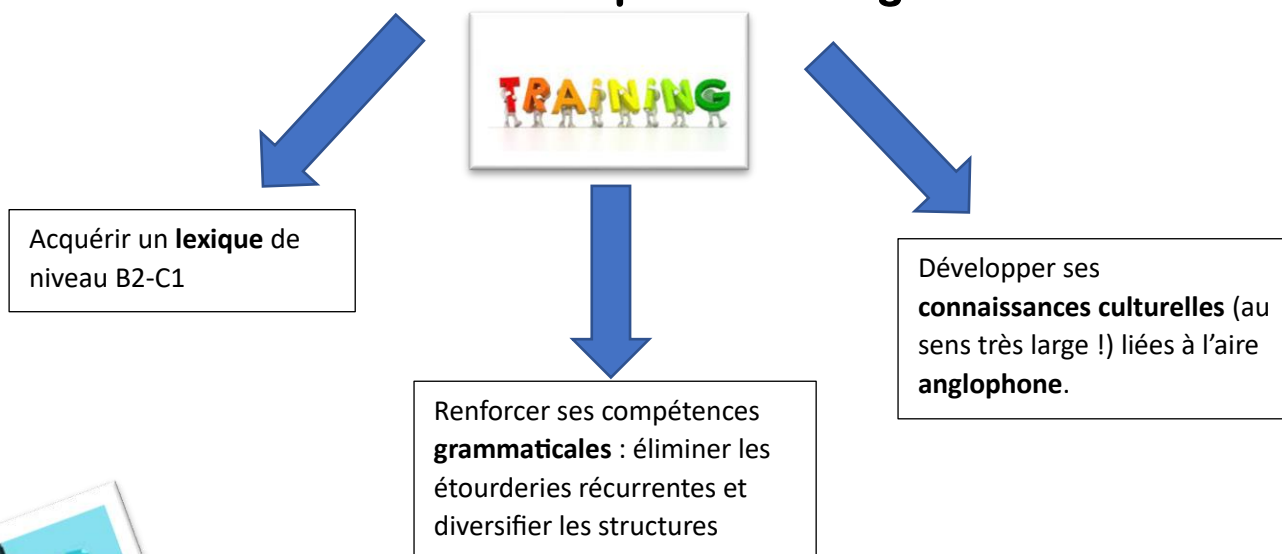 TRAiNiNG
Acquérir un lexique de
niveau B2-C1
Développer ses
connaissances culturelles (au
sens très large !) liées à l’aire
anglophone.
Renforcer ses compétences
grammaticales : éliminer les
étourderies récurrentes et
diversifier les structures